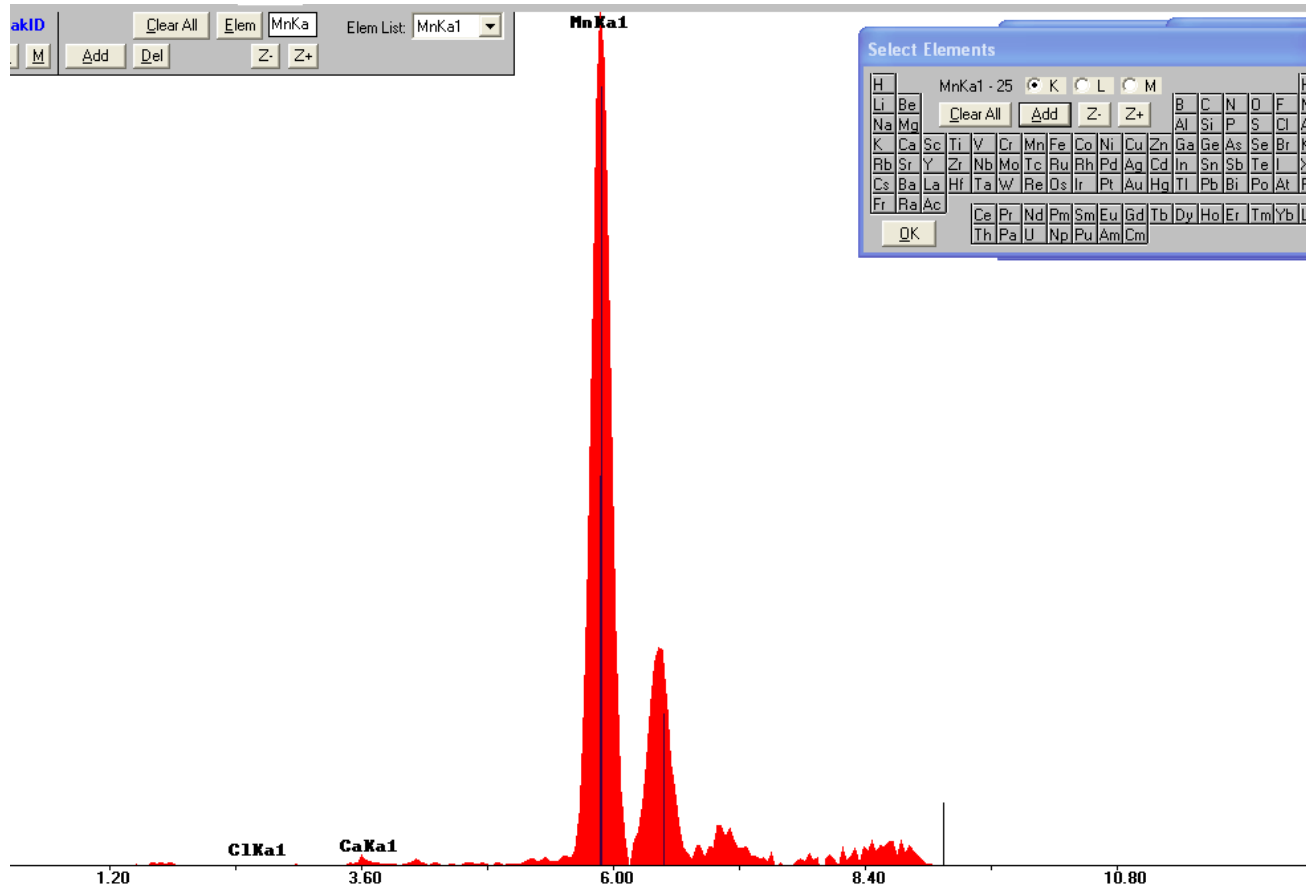 akID
Clear All Elem MnKa Elem List: MnKa1
M Add Del Z- Z+
MnKa1
Select Elements
H MnKa1 - 25 K L M H
Li Be Clear All Add Z- Z+ B C N O F
Na Mg Al Si P S Cl
K Ca Sc Ti V Cr Mn Fe Co Ni Cu Zn Ga Ge As Se Br
Rb Sr Y Zr Nb Mo Tc Ru Rh Pd Ag Cd In Sn Sb Te I
Cs Ba La Hf Ta W Re Os Ir Pt Au Hg Tl Pb Bi Po At
Fr Ra Ac
Ce Pr Nd Pm Sm Eu Gd Tb Dy Ho Er Tm Yb
OK Th Pa U Np Pu Am Cm
ClKa1 CaKa1
1.20 3.60 6.00 8.40 10.80